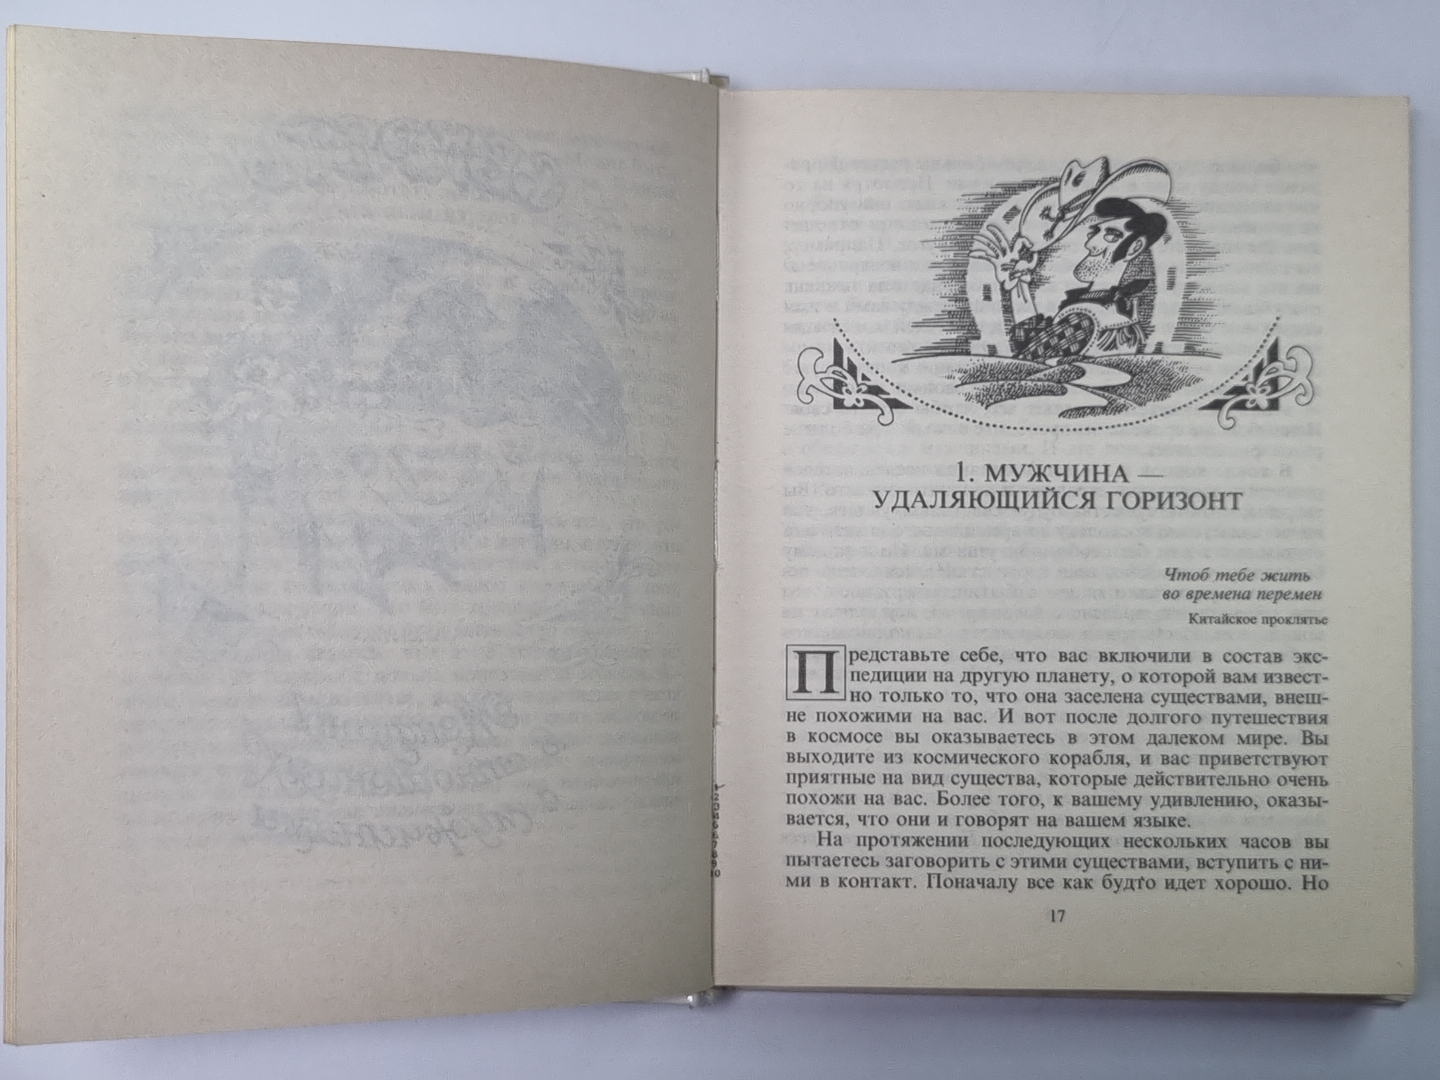 1. МУЖЧИНА —
УДАЛЯЮЩИЙСЯ ГОРИЗОНТ
Чтоб тебе жить
во времена перемен
Китайское проклятье
Представьте себе, что вас включили в состав экс-
педиции на другую планету, о которой вам извест-
но только то, что она заселена существами, внеш-
не похожими на вас. И вот после долгого путешествия
в космосе вы оказываетесь в этом далеком мире. Вы
выходите из космического корабля, и вас приветствуют
приятные на вид существа, которые действительно очень
похожи на вас. Более того, к вашему удивлению, оказы-
вается, что они и говорят на вашем языке.
На протяжении последующих нескольких часов вы
пытаетесь заговорить с этими существами, вступить с ни-
ми в контакт. Поначалу все как будто идет хорошо. Но
17